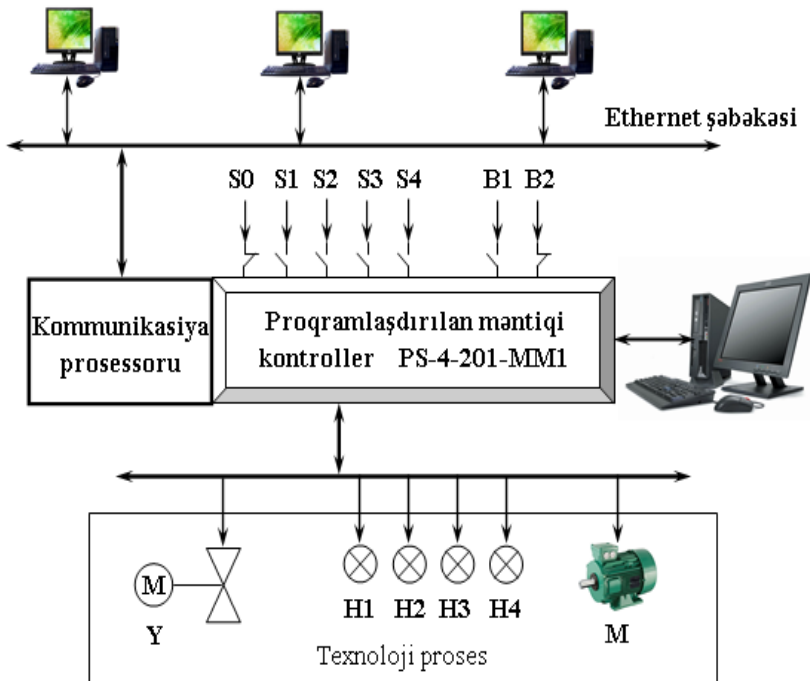 Ethernet şəbəkəsi
S0 S1 S2 S3 S4 B1 B2
Kommunikasiya
prosessoru
Proqramlaşdırılan məntiqi
kontroller PS-4-201-MM1
M
Y
H1 H2 H3 H4
M
Texnoloji proses